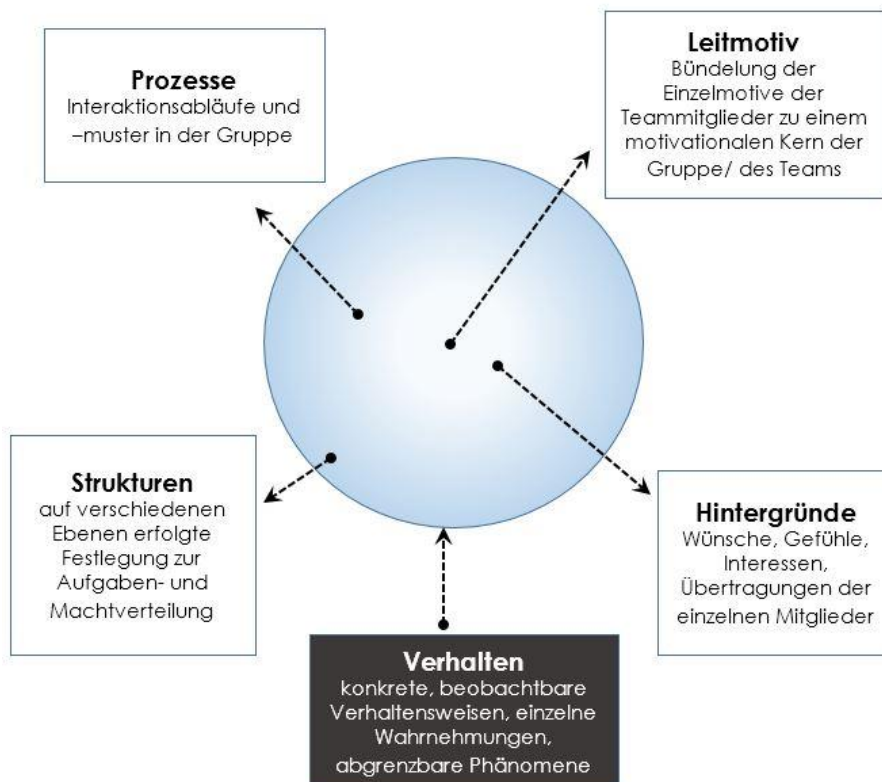 Prozesse
Interaktionsabläufe und
–muster in der Gruppe
Leitmotiv
Bündelung der
Einzelmotive der
Teammitglieder zu einem
motivationalen Kern der
Gruppe/ des Teams
Strukturen
auf verschiedenen
Ebenen erfolgte
Festlegung zur
Aufgaben- und
Machtverteilung
Hintergründe
Wünsche, Gefühle,
Interessen,
Übertragungen der
einzelnen Mitglieder
Verhalten
konkrete, beobachtbare
Verhaltensweisen, einzelne
Wahrnehmungen,
abgrenzbare Phänomene